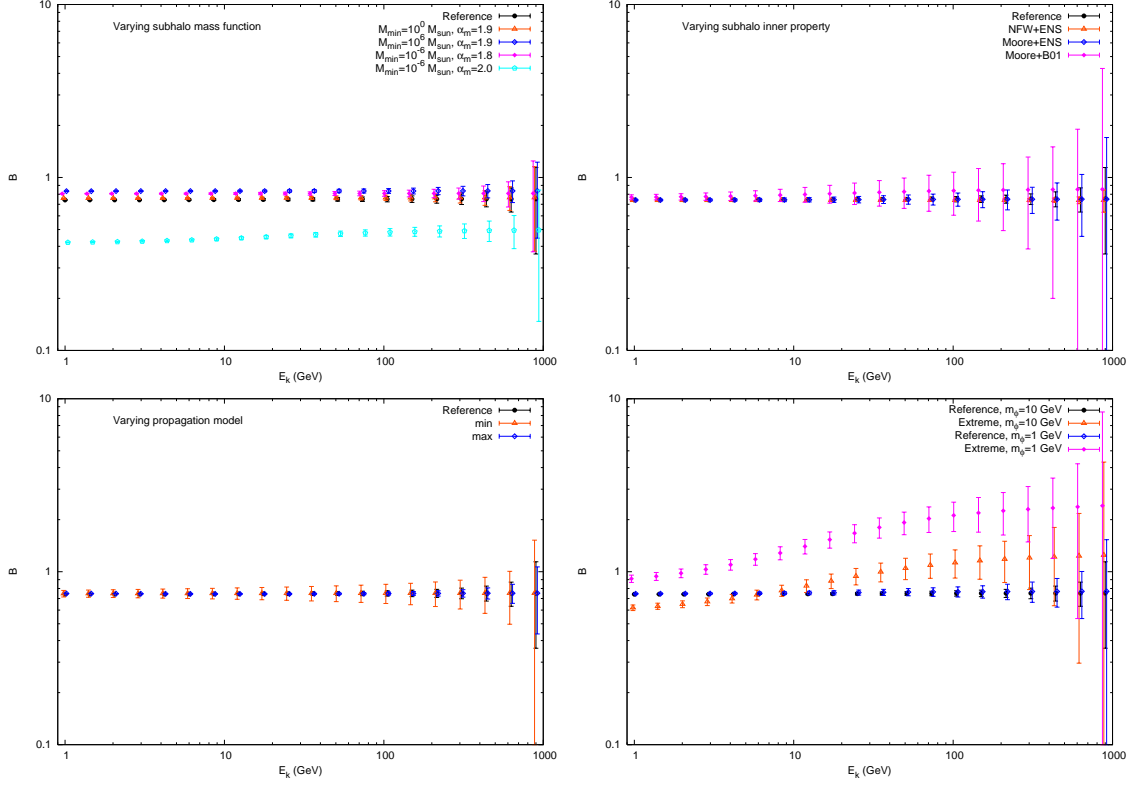 Varying subhalo mass function
Reference
M_min=10^0 M_sun, α_m=1.9
M_min=10^6 M_sun, α_m=1.9
M_min=10^-6 M_sun, α_m=1.8
M_min=10^-6 M_sun, α_m=2.0
10
1
0.1
B
1
10
100
1000
E_k (GeV)
Varying subhalo inner property
Reference
NFW+ENS
Moore+ENS
Moore+B01
10
1
0.1
B
1
10
100
1000
E_k (GeV)
Varying propagation model
Reference
min
max
10
1
0.1
B
1
10
100
1000
E_k (GeV)
Reference, m_ϕ=10 GeV
Extreme, m_ϕ=10 GeV
Reference, m_ϕ=1 GeV
Extreme, m_ϕ=1 GeV
10
1
0.1
B
1
10
100
1000
E_k (GeV)